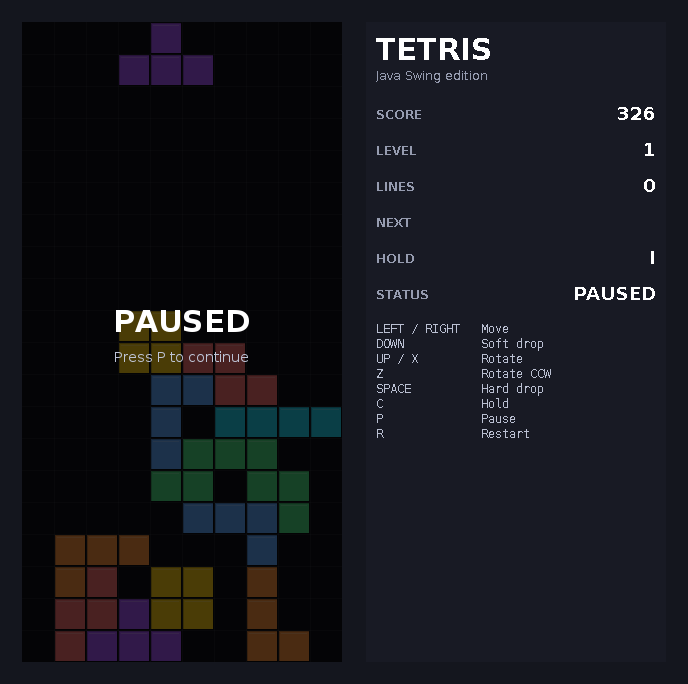 PAUSED
Press P to continue
TETRIS
Java Swing edition
SCORE 326
LEVEL 1
LINES 0
NEXT
HOLD I
STATUS PAUSED
LEFT / RIGHT Move
DOWN Soft drop
UP / X Rotate
Z Rotate CCW
SPACE Hard drop
C Hold
P Pause
R Restart